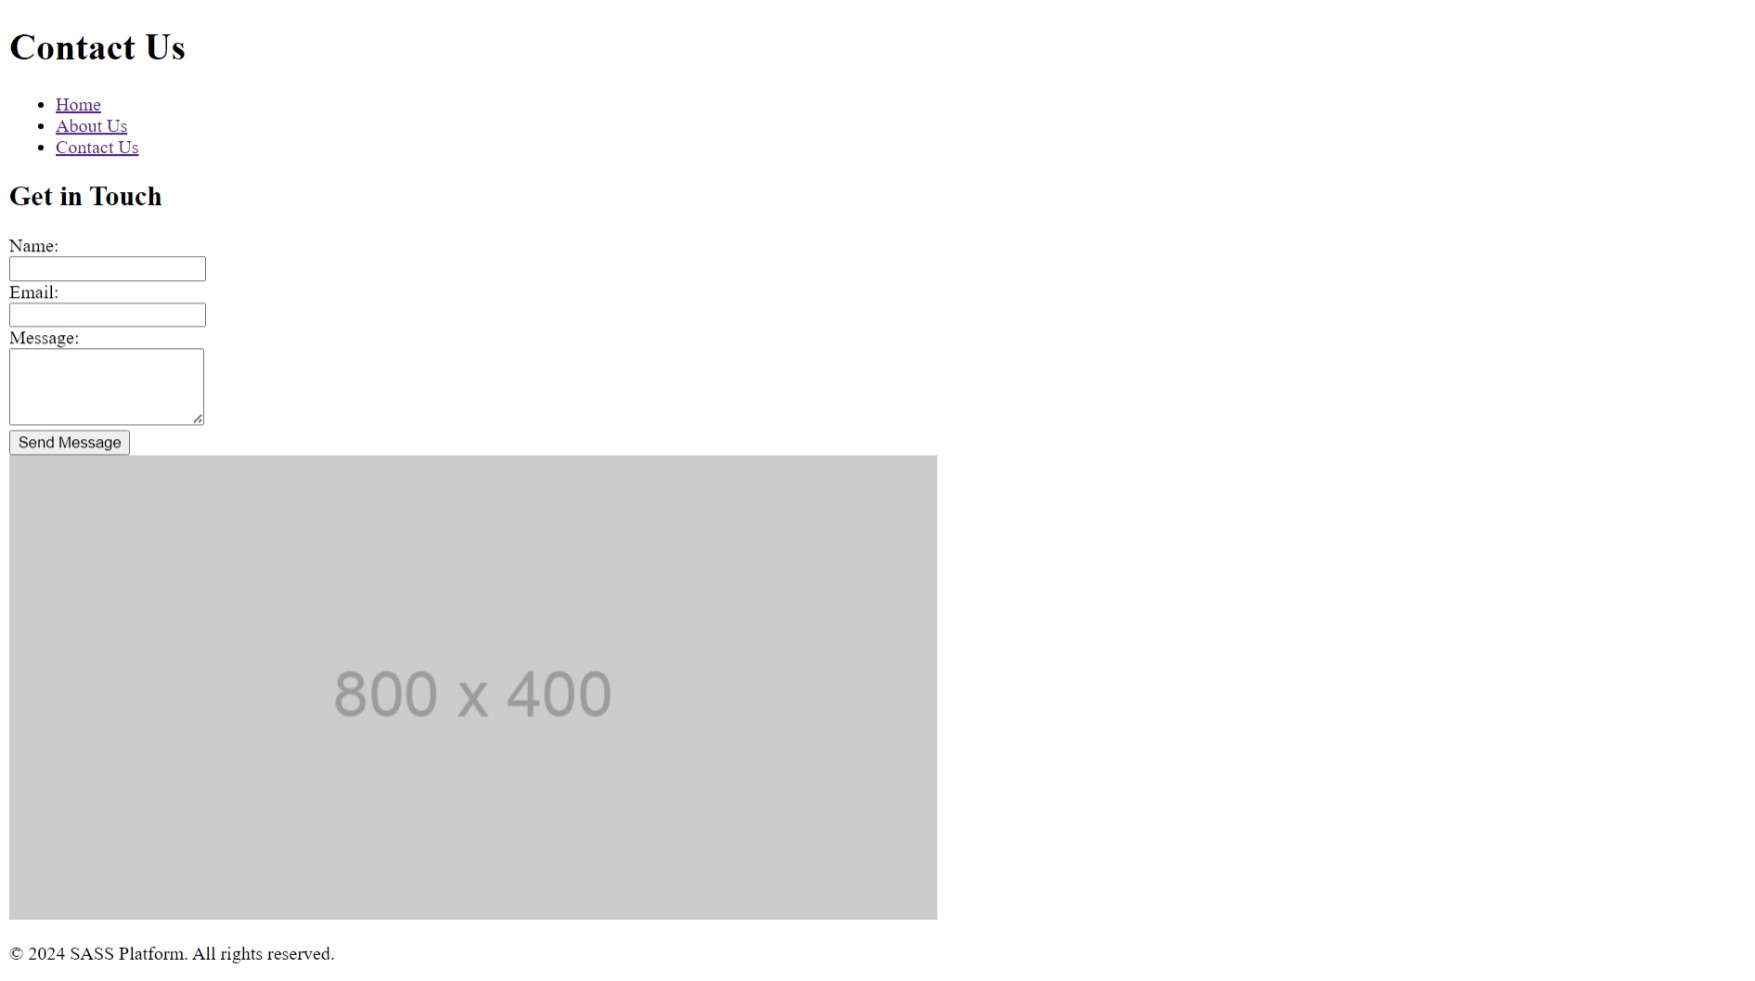 Contact Us
Home
About Us
Contact Us
Get in Touch
Name:
Email:
Message:
Send Message
800 x 400
© 2024 SASS Platform. All rights reserved.